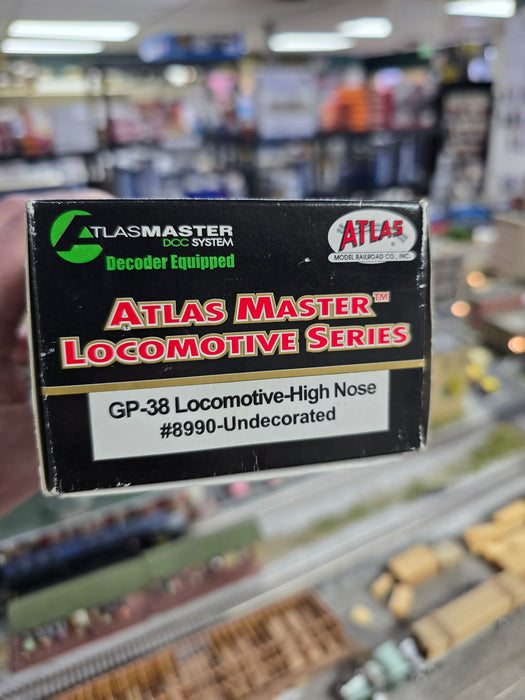 ATLASMASTER
DCC SYSTEM
Decoder Equipped
ATLAS
®
MODEL RAILROAD CO., INC.
ATLAS MASTER™
LOCOMOTIVE SERIES
GP-38 Locomotive-High Nose
#8990-Undecorated